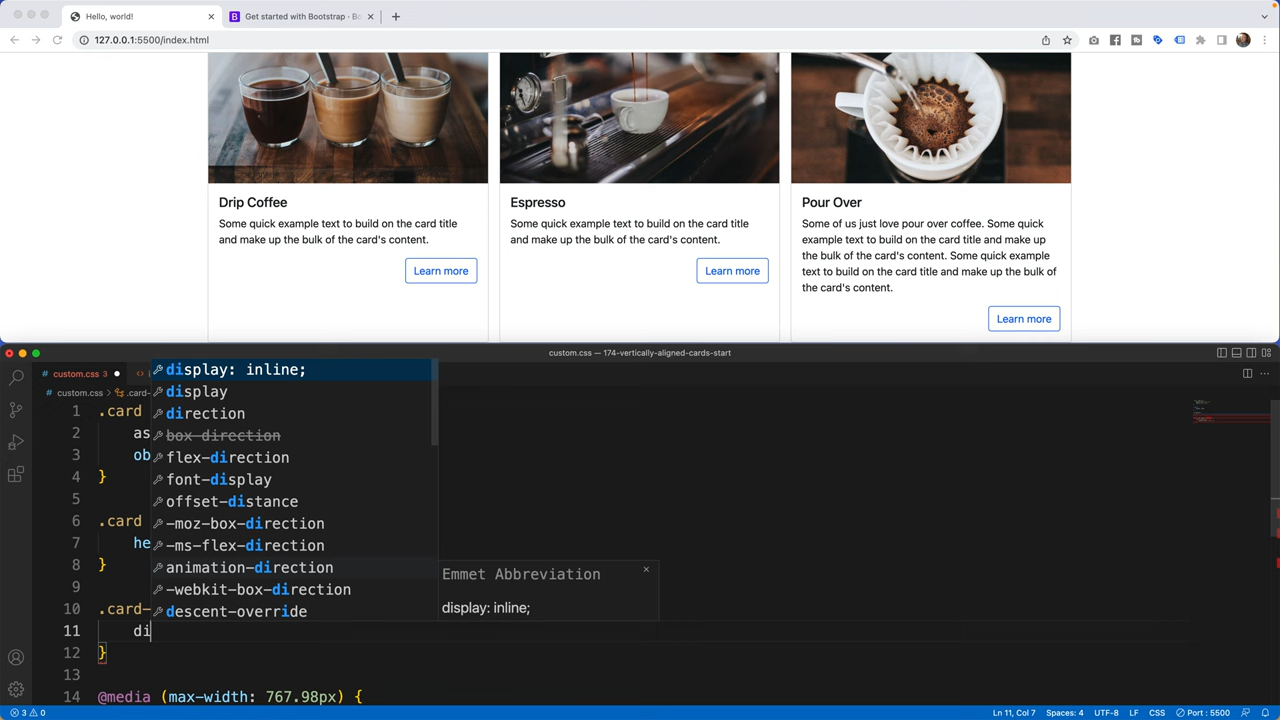 Hello, world!
Get started with Bootstrap · Bo
127.0.0.1:5500/index.html
Drip Coffee
Some quick example text to build on the card title
and make up the bulk of the card's content.
Learn more
Espresso
Some quick example text to build on the card title
and make up the bulk of the card's content.
Learn more
Pour Over
Some of us just love pour over coffee. Some quick
example text to build on the card title and make up
the bulk of the card's content. Some quick example
text to build on the card title and make up the bulk of
the card's content.
Learn more
custom.css — 174-vertically-aligned-cards-start
# custom.css 3
# custom.css > .card-
1 .card
2 as
3 ob
4 }
5
6 .card
7 he
8 }
9
10 .card-
11 di
12 }
13
14 @media (max-width: 767.98px) {
display: inline;
display
direction
box-direction
flex-direction
font-display
offset-distance
-moz-box-direction
-ms-flex-direction
animation-direction
-webkit-box-direction
descent-override
Emmet Abbreviation
display: inline;
3 0
Ln 11, Col 7
Spaces: 4
UTF-8
LF
CSS
Port : 5500